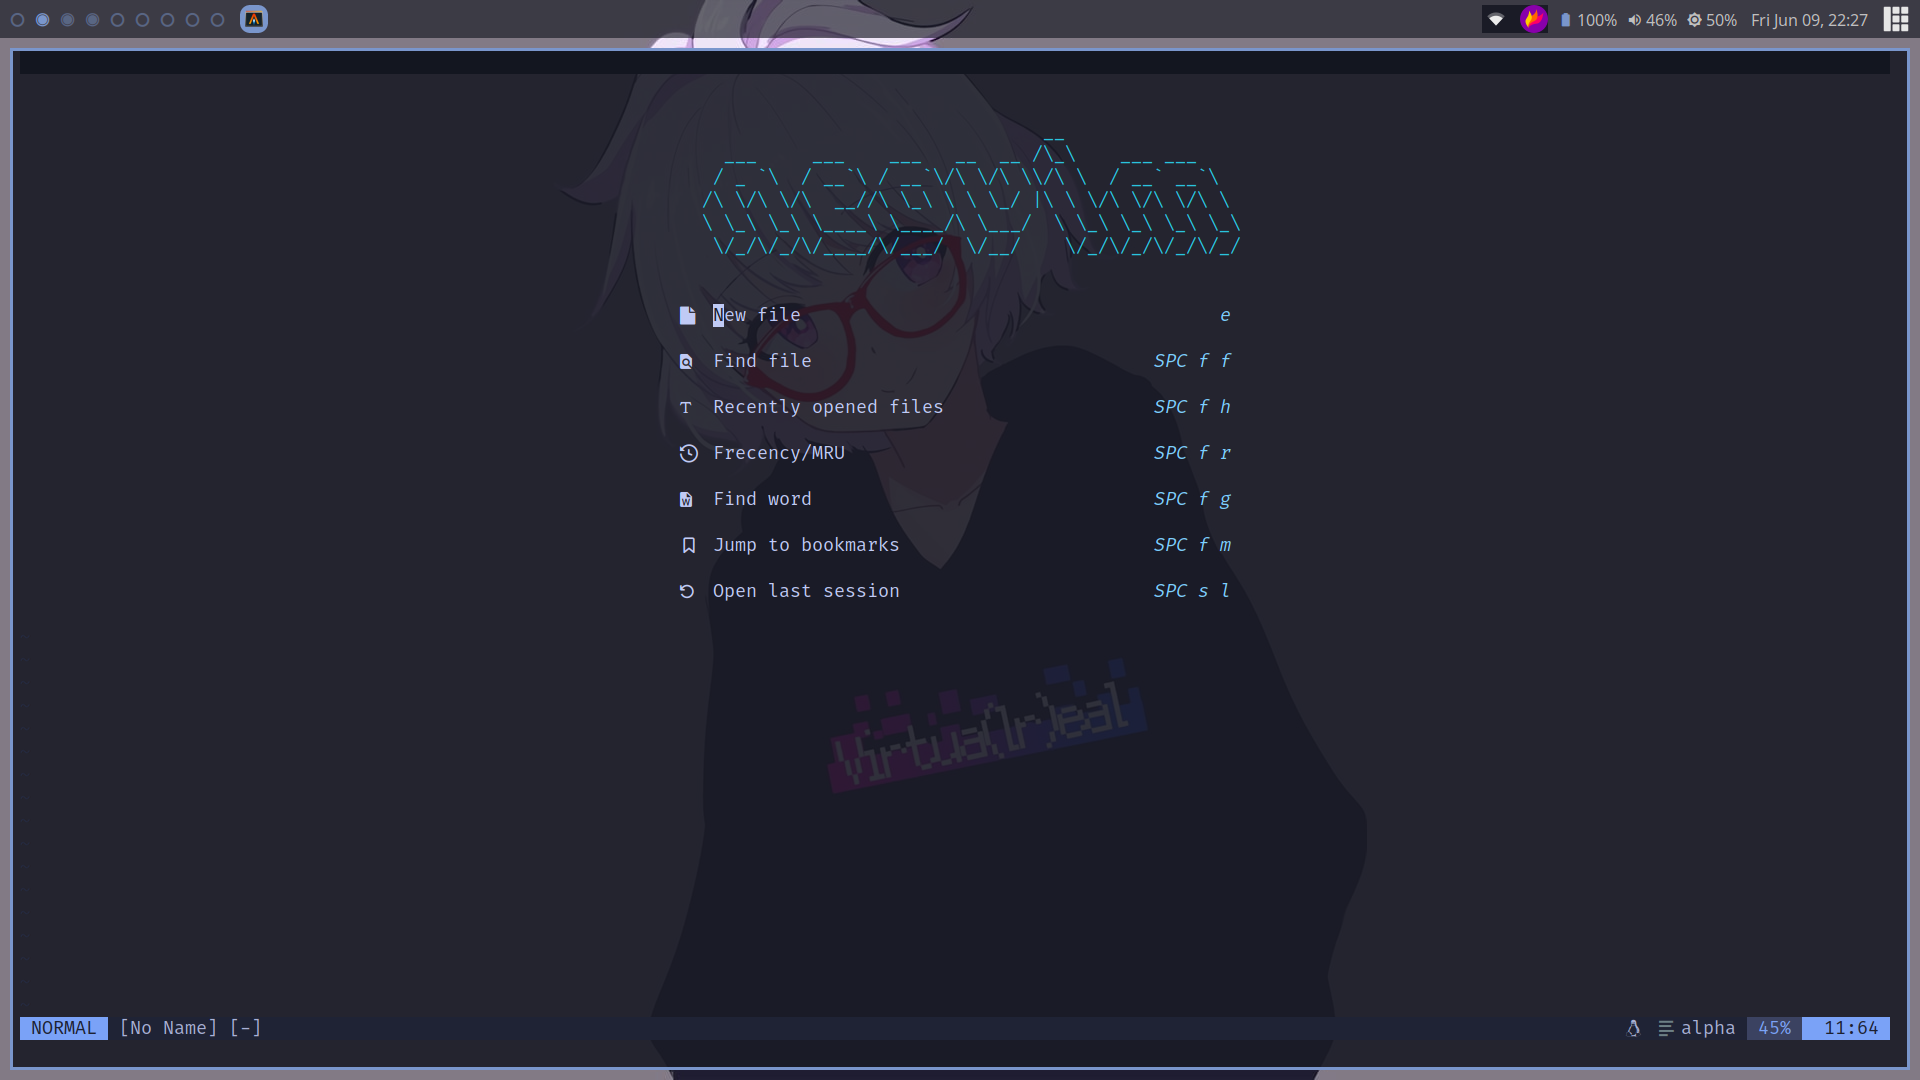 100% 46% 50% Fri Jun 09, 22:27
neovim
New file e
Find file SPC f f
Recently opened files SPC f h
Frecency/MRU SPC f r
Find word SPC f g
Jump to bookmarks SPC f m
Open last session SPC s l
Virtual[r]eal
NORMAL [No Name] [-] alpha 45% 11:64